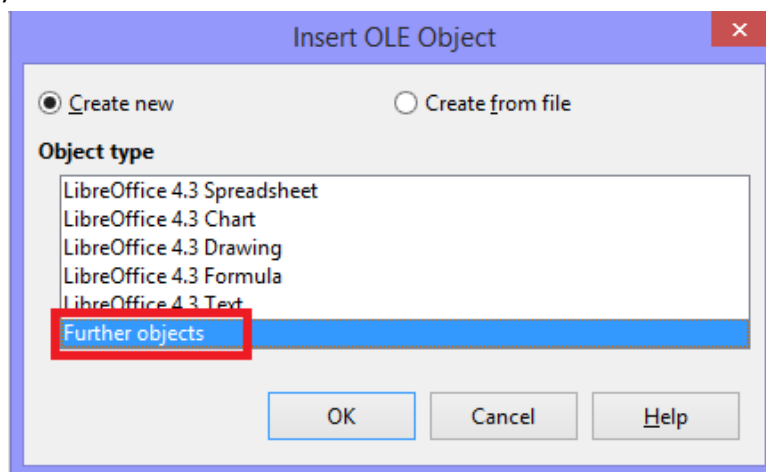 Insert OLE Object
Create new Create from file
Object type
LibreOffice 4.3 Spreadsheet
LibreOffice 4.3 Chart
LibreOffice 4.3 Drawing
LibreOffice 4.3 Formula
LibreOffice 4.3 Text
Further objects
OK Cancel Help